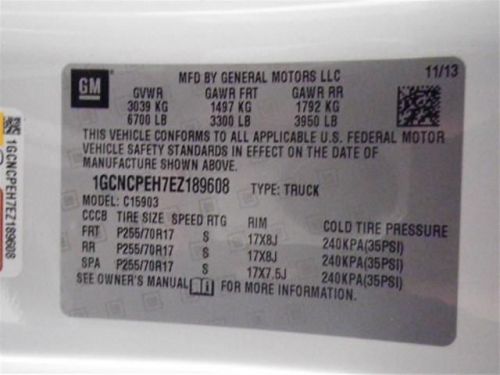 GM
MFD BY GENERAL MOTORS LLC 11/13
GVWR GAWR FRT GAWR RR
3039 KG 1497 KG 1792 KG
6700 LB 3300 LB 3950 LB
THIS VEHICLE CONFORMS TO ALL APPLICABLE U.S. FEDERAL MOTOR
VEHICLE SAFETY STANDARDS IN EFFECT ON THE DATE OF
MANUFACTURE SHOWN ABOVE.
1GCNCPEH7EZ189608 TYPE: TRUCK
MODEL: C15903
CCCB TIRE SIZE SPEED RTG RIM COLD TIRE PRESSURE
FRT P255/70R17 S 17X8J 240KPA(35PSI)
RR P255/70R17 S 17X8J 240KPA(35PSI)
SPA P255/70R17 S 17X7.5J 240KPA(35PSI)
SEE OWNER'S MANUAL FOR MORE INFORMATION.
1GCNCPEH7EZ189608